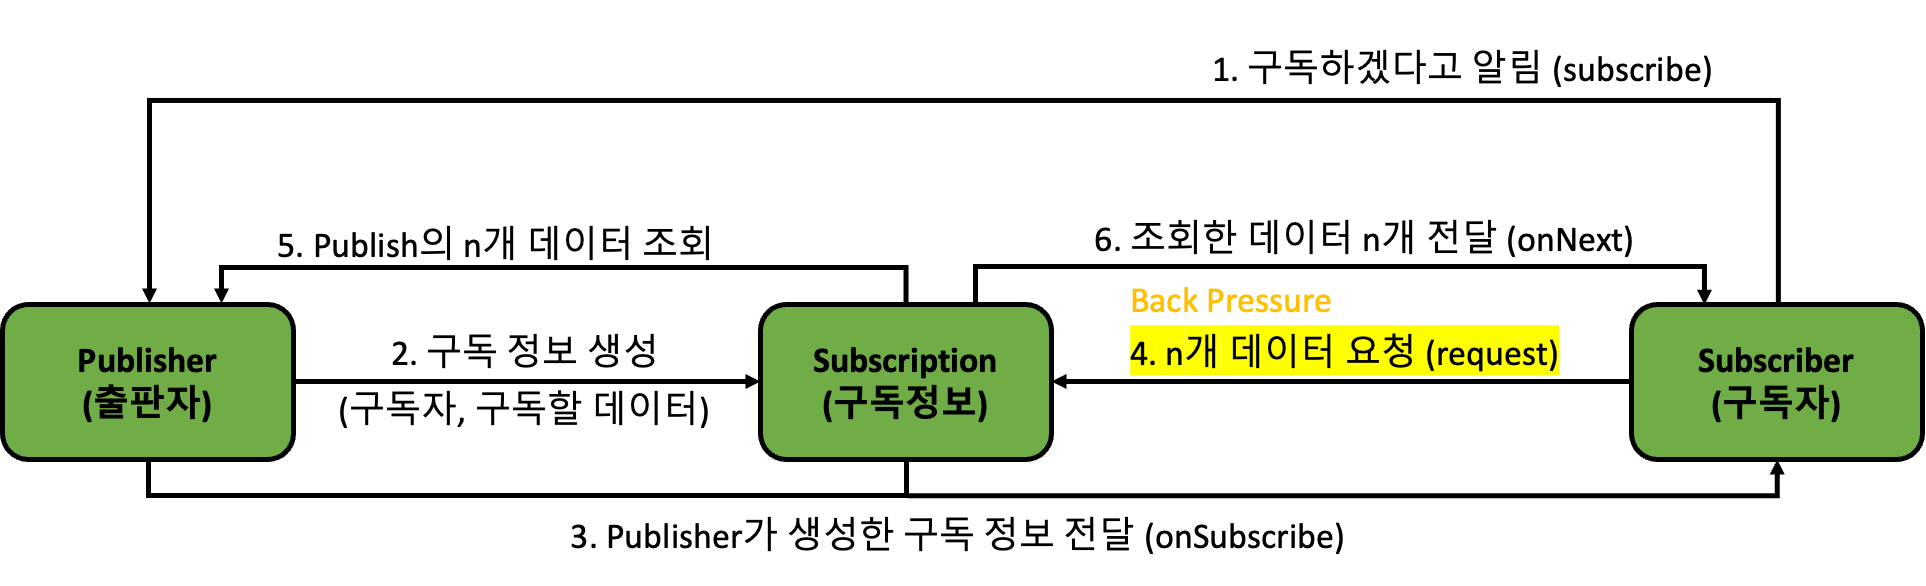 1. 구독하겠다고 알림 (subscribe)
5. Publish의 n개 데이터 조회
6. 조회한 데이터 n개 전달 (onNext)
Back Pressure
4. n개 데이터 요청 (request)
2. 구독 정보 생성
(구독자, 구독할 데이터)
Publisher
(출판자)
Subscription
(구독정보)
Subscriber
(구독자)
3. Publisher가 생성한 구독 정보 전달 (onSubscribe)